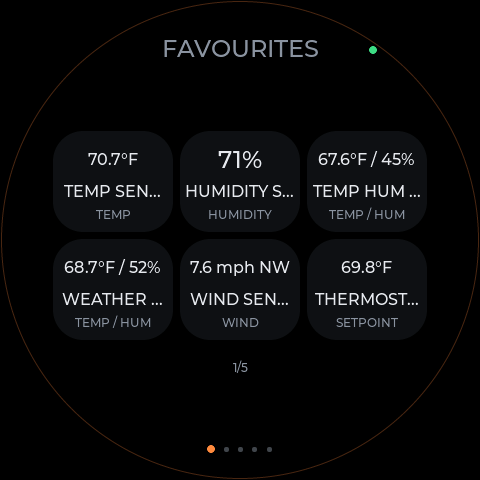 FAVOURITES
70.7°F
TEMP SEN...
TEMP
71%
HUMIDITY S...
HUMIDITY
67.6°F / 45%
TEMP HUM ...
TEMP / HUM
68.7°F / 52%
WEATHER ...
TEMP / HUM
7.6 mph NW
WIND SEN...
WIND
69.8°F
THERMOST...
SETPOINT
1/5